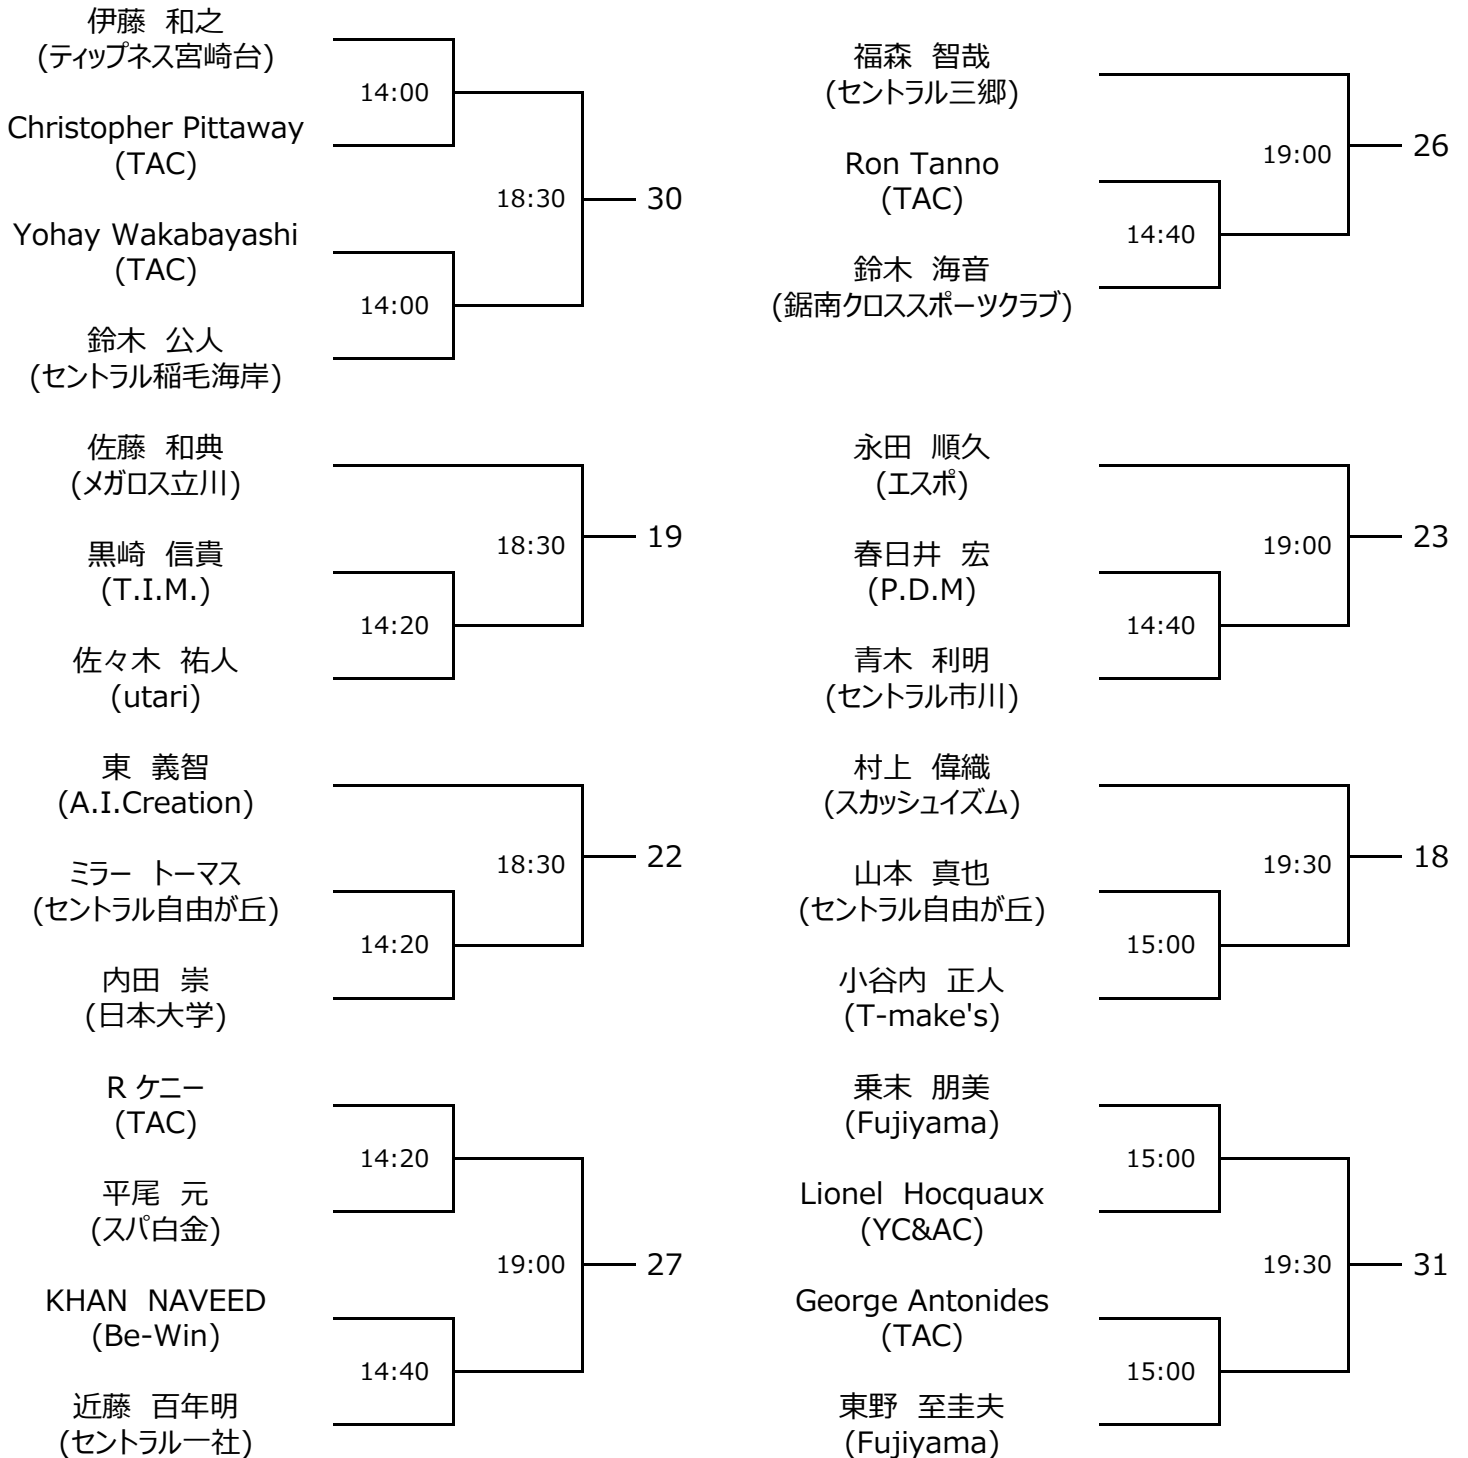 伊藤　和之
(ティップネス宮崎台)
14:00
Christopher Pittaway
(TAC)
18:30
30
Yohay Wakabayashi
(TAC)
14:00
鈴木　公人
(セントラル稲毛海岸)
佐藤　和典
(メガロス立川)
18:30
19
黒崎　信貴
(T.I.M.)
14:20
佐々木　祐人
(utari)
東　義智
(A.I.Creation)
18:30
22
ミラー　トーマス
(セントラル自由が丘)
14:20
内田　崇
(日本大学)
R ケニー
(TAC)
14:20
平尾　元
(スパ白金)
19:00
27
KHAN　NAVEED
(Be-Win)
14:40
近藤　百年明
(セントラル一社)
福森　智哉
(セントラル三郷)
19:00
26
Ron Tanno
(TAC)
14:40
鈴木　海音
(鋸南クロススポーツクラブ)
永田　順久
(エスポ)
19:00
23
春日井　宏
(P.D.M)
14:40
青木　利明
(セントラル市川)
村上　偉織
(スカッシュイズム)
19:30
18
山本　真也
(セントラル自由が丘)
15:00
小谷内　正人
(T-make's)
乗末　朋美
(Fujiyama)
15:00
Lionel　Hocquaux
(YC&AC)
19:30
31
George Antonides
(TAC)
15:00
東野　至圭夫
(Fujiyama)